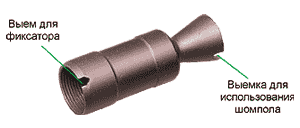 Выем для
фиксатора
Выемка для
использования
шомпола